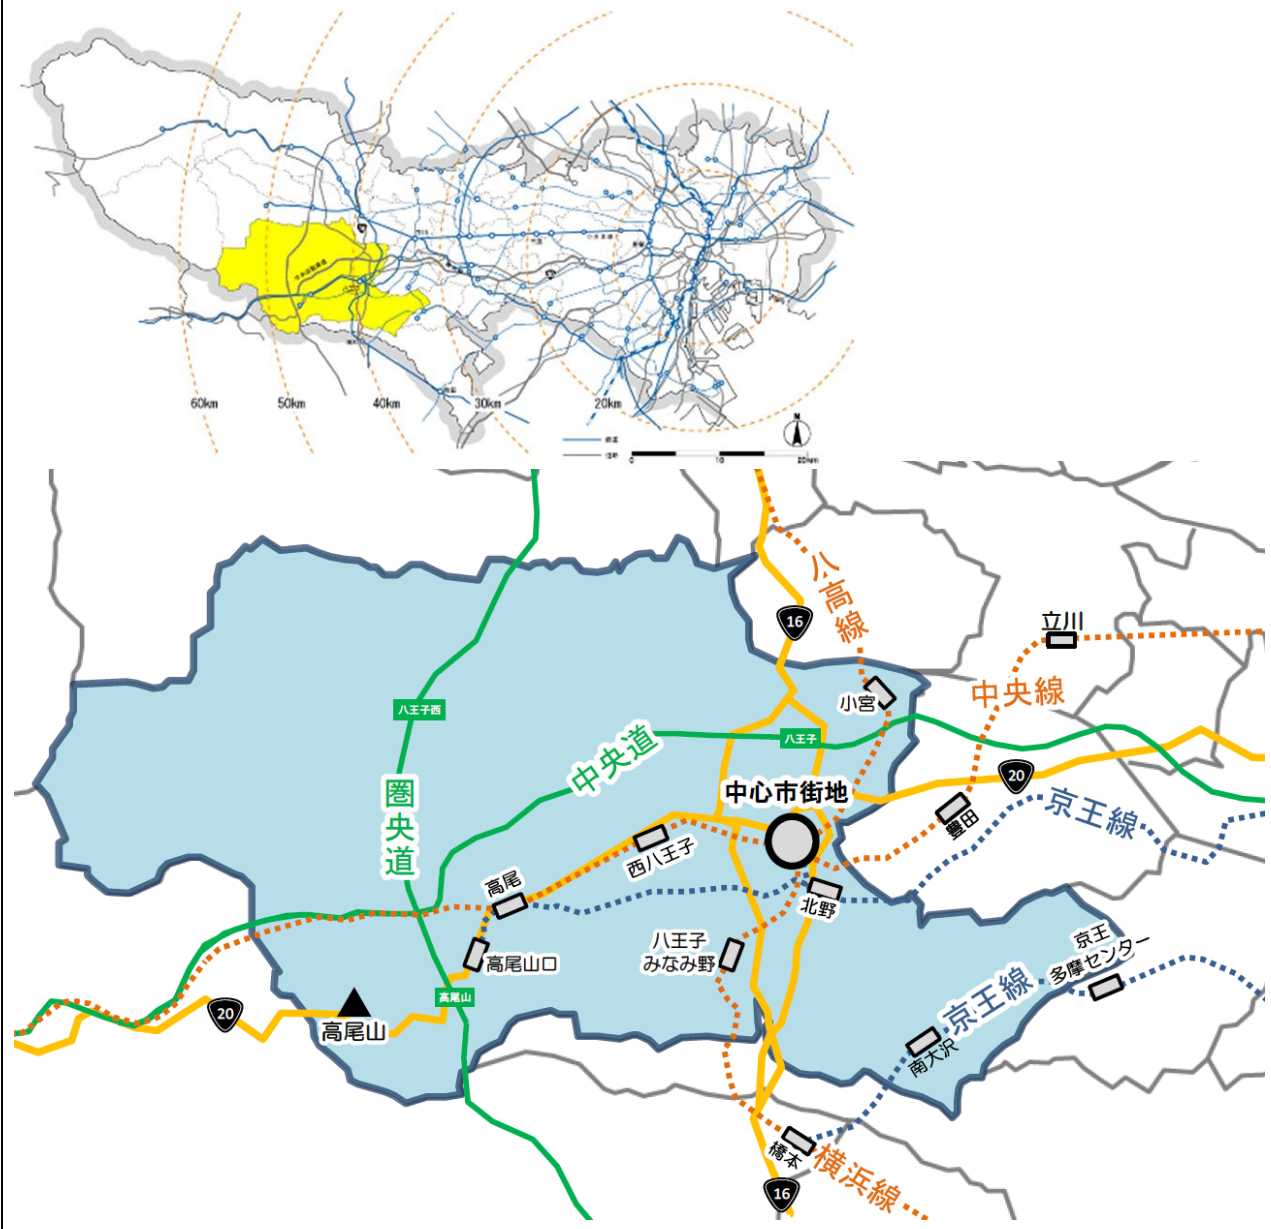 60km
50km
40km
30km
20km
N
0
10
20km
八高線
16
立川
中央線
小宮
八王子西
八王子
中央道
20
中心市街地
圏央道
豊田
京王線
西八王子
高尾
北野
八王子
みなみ野
高尾山口
高尾山
20
高尾山
京王
多摩センター
京王線
南大沢
橋本
横浜線
16